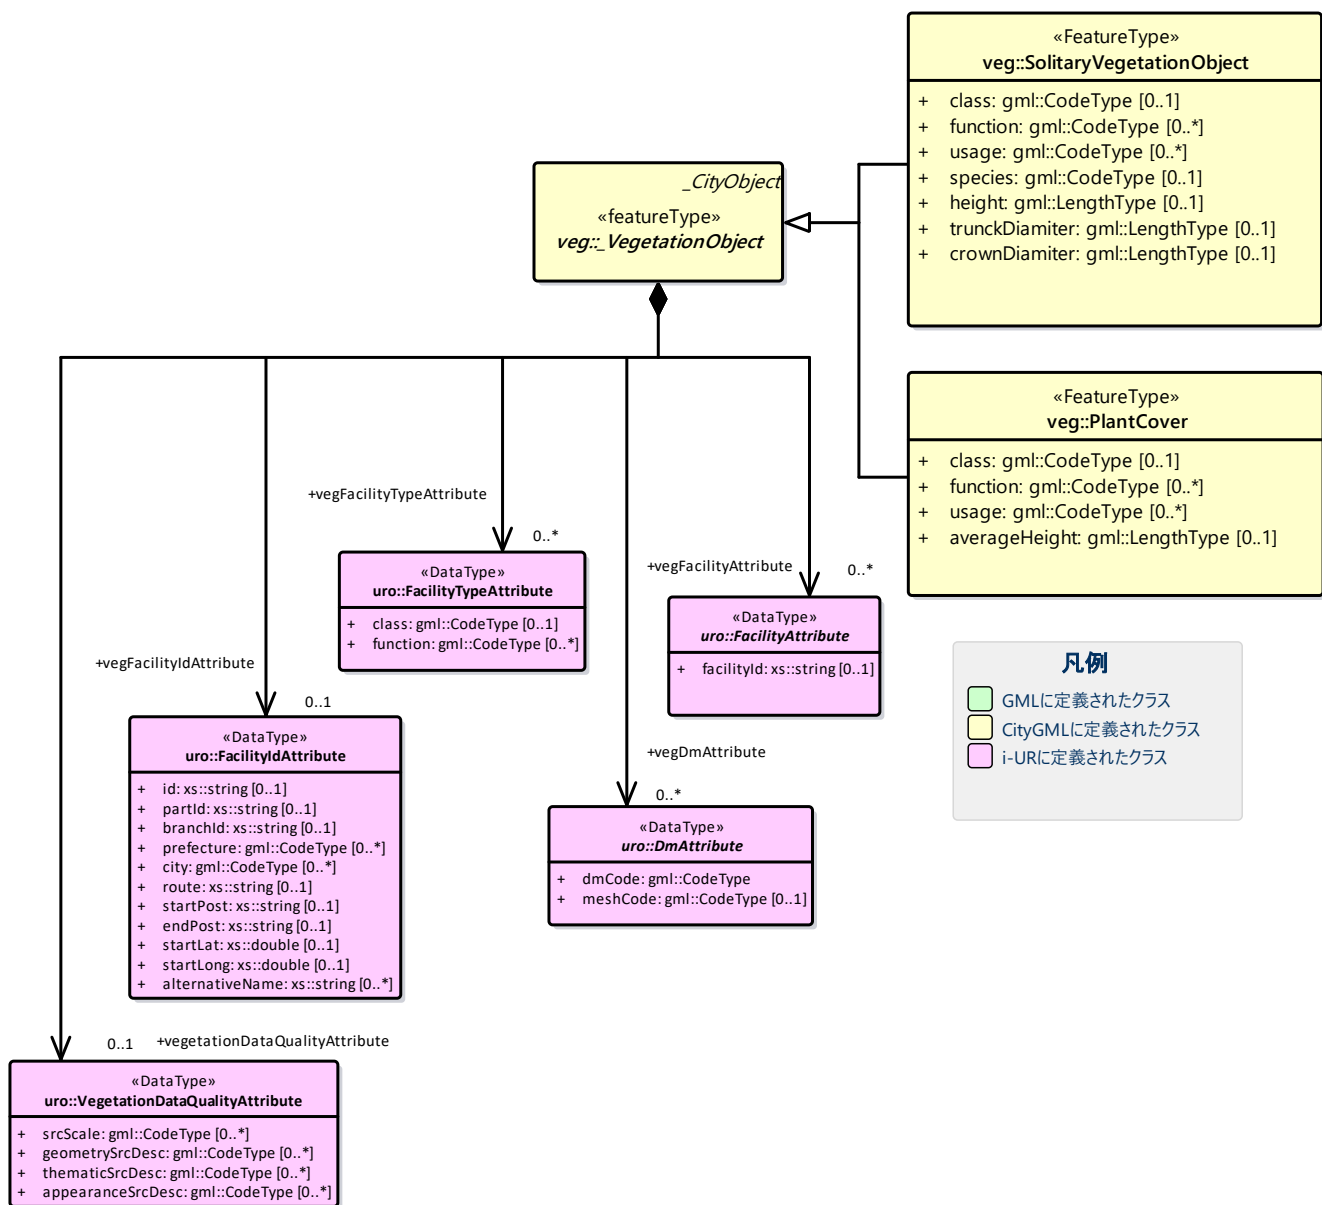 «FeatureType»
veg::SolitaryVegetationObject
+ class: gml::CodeType [0..1]
+ function: gml::CodeType [0..*]
+ usage: gml::CodeType [0..*]
+ species: gml::CodeType [0..1]
+ height: gml::LengthType [0..1]
+ trunckDiamiter: gml::LengthType [0..1]
+ crownDiamiter: gml::LengthType [0..1]
_CityObject
«featureType»
veg::_VegetationObject
«FeatureType»
veg::PlantCover
+ class: gml::CodeType [0..1]
+ function: gml::CodeType [0..*]
+ usage: gml::CodeType [0..*]
+ averageHeight: gml::LengthType [0..1]
+vegFacilityTypeAttribute
0..*
«DataType»
uro::FacilityTypeAttribute
+ class: gml::CodeType [0..1]
+ function: gml::CodeType [0..*]
+vegFacilityAttribute
0..*
«DataType»
uro::FacilityAttribute
+ facilityId: xs::string [0..1]
+vegFacilityIdAttribute
0..1
«DataType»
uro::FacilityIdAttribute
+ id: xs::string [0..1]
+ partId: xs::string [0..1]
+ branchId: xs::string [0..1]
+ prefecture: gml::CodeType [0..*]
+ city: gml::CodeType [0..*]
+ route: xs::string [0..1]
+ startPost: xs::string [0..1]
+ endPost: xs::string [0..1]
+ startLat: xs::double [0..1]
+ startLong: xs::double [0..1]
+ alternativeName: xs::string [0..*]
+vegDmAttribute
0..*
«DataType»
uro::DmAttribute
+ dmCode: gml::CodeType
+ meshCode: gml::CodeType [0..1]
凡例
GMLに定義されたクラス
CityGMLに定義されたクラス
i-URに定義されたクラス
0..1
+vegetationDataQualityAttribute
«DataType»
uro::VegetationDataQualityAttribute
+ srcScale: gml::CodeType [0..*]
+ geometrySrcDesc: gml::CodeType [0..*]
+ thematicSrcDesc: gml::CodeType [0..*]
+ appearanceSrcDesc: gml::CodeType [0..*]